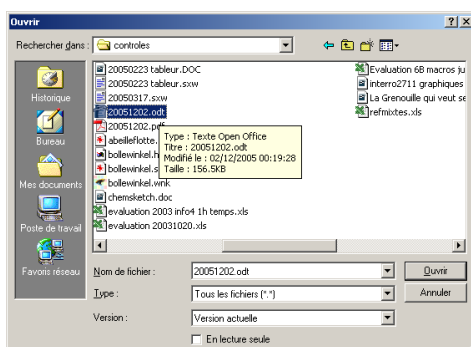 Ouvrir
Rechercher dans :
controles
Historique
Bureau
Mes documents
Poste de travail
Favoris réseau
20050223 tableur.DOC
20050223 tableur.sxw
20050317.sxw
20051202.odt
20051202.pdf
abeilleflotte.
bollewinkel.h
bollewinkel.s
bollewinkel.wnk
chemsketch.doc
evaluation 2003 info4 1h temps.xls
evaluation 20031020.xls
Evaluation 6B macros ju
interro2711 graphiques
La Grenouille qui veut se
refmixtes.xls
Type : Texte Open Office
Titre : 20051202.odt
Modifié le : 02/12/2005 00:19:28
Taille : 156.5KB
Nom de fichier :
20051202.odt
Ouvrir
Type :
Tous les fichiers (*.*)
Annuler
Version :
Version actuelle
En lecture seule